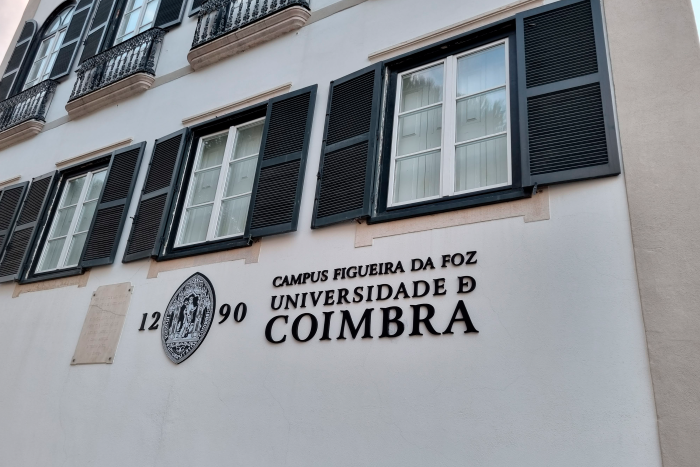 CAMPUS FIGUEIRA DA FOZ
12 90
UNIVERSIDADE Ð
COIMBRA